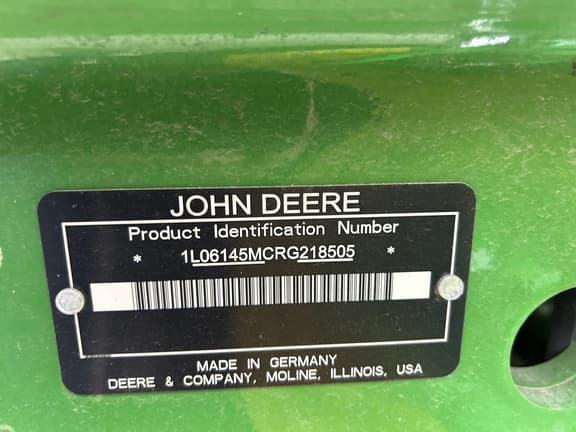 JOHN DEERE
Product Identification Number
* 1L06145MCRG218505 *
MADE IN GERMANY
DEERE & COMPANY, MOLINE, ILLINOIS, USA